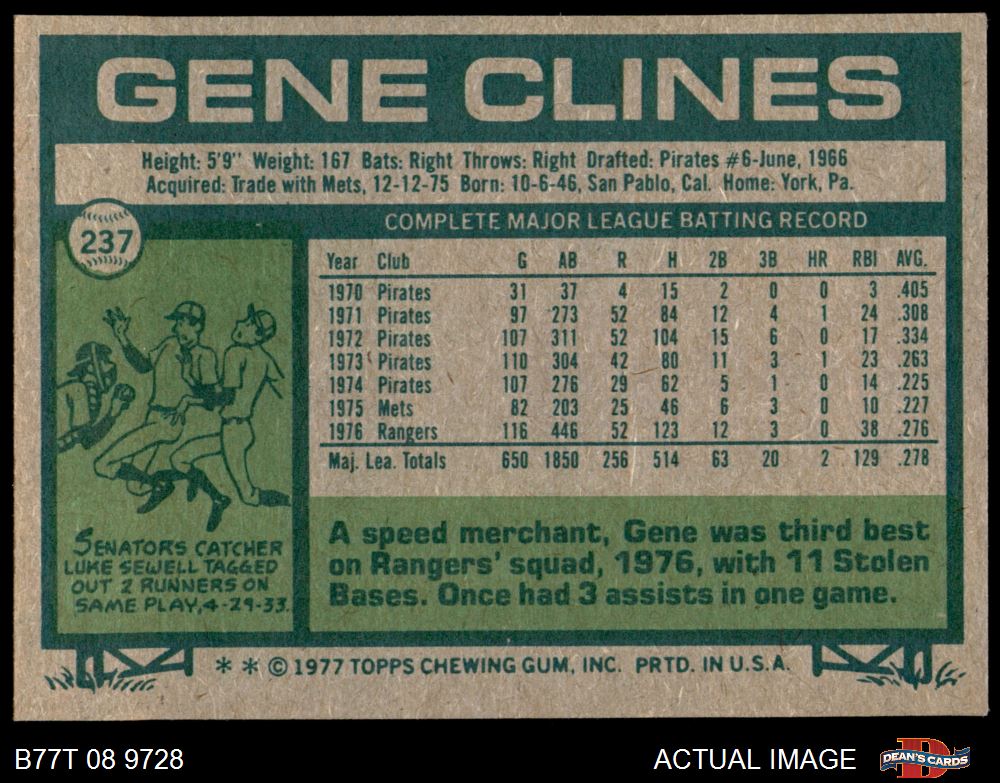 GENE CLINES
Height: 5'9" Weight: 167 Bats: Right Throws: Right Drafted: Pirates #6-June, 1966
Acquired: Trade with Mets, 12-12-75 Born: 10-6-46, San Pablo, Cal. Home: York, Pa.
237
COMPLETE MAJOR LEAGUE BATTING RECORD
Year Club G AB R H 2B 3B HR RBI AVG.
1970 Pirates 31 37 4 15 2 0 0 3 .405
1971 Pirates 97 273 52 84 12 4 1 24 .308
1972 Pirates 107 311 52 104 15 6 0 17 .334
1973 Pirates 110 304 42 80 11 3 1 23 .263
1974 Pirates 107 276 29 62 5 1 0 14 .225
1975 Mets 82 203 25 46 6 3 0 10 .227
1976 Rangers 116 446 52 123 12 3 0 38 .276
Maj. Lea. Totals 650 1850 256 514 63 20 2 129 .278
SENATORS CATCHER
LUKE SEWELL TAGGED
OUT 2 RUNNERS ON
SAME PLAY, 4-29-33.
A speed merchant, Gene was third best
on Rangers' squad, 1976, with 11 Stolen
Bases. Once had 3 assists in one game.
* * © 1977 TOPPS CHEWING GUM, INC. PRTD. IN U.S.A.
B77T 08 9728
ACTUAL IMAGE
DEAN'S CARDS